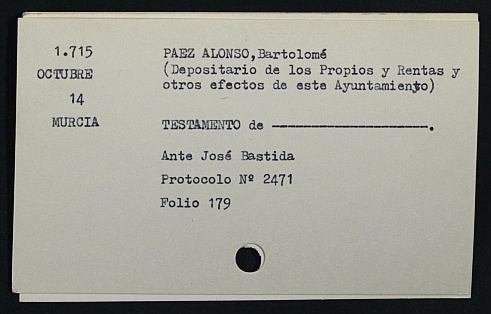 1.715
OCTUBRE
14
MURCIA
PAEZ ALONSO,Bartolomé
(Depositario de los Propios y Rentas y
otros efectos de este Ayuntamiento)
TESTAMENTO de ----------------------.
Ante José Bastida
Protocolo Nº 2471
Folio 179